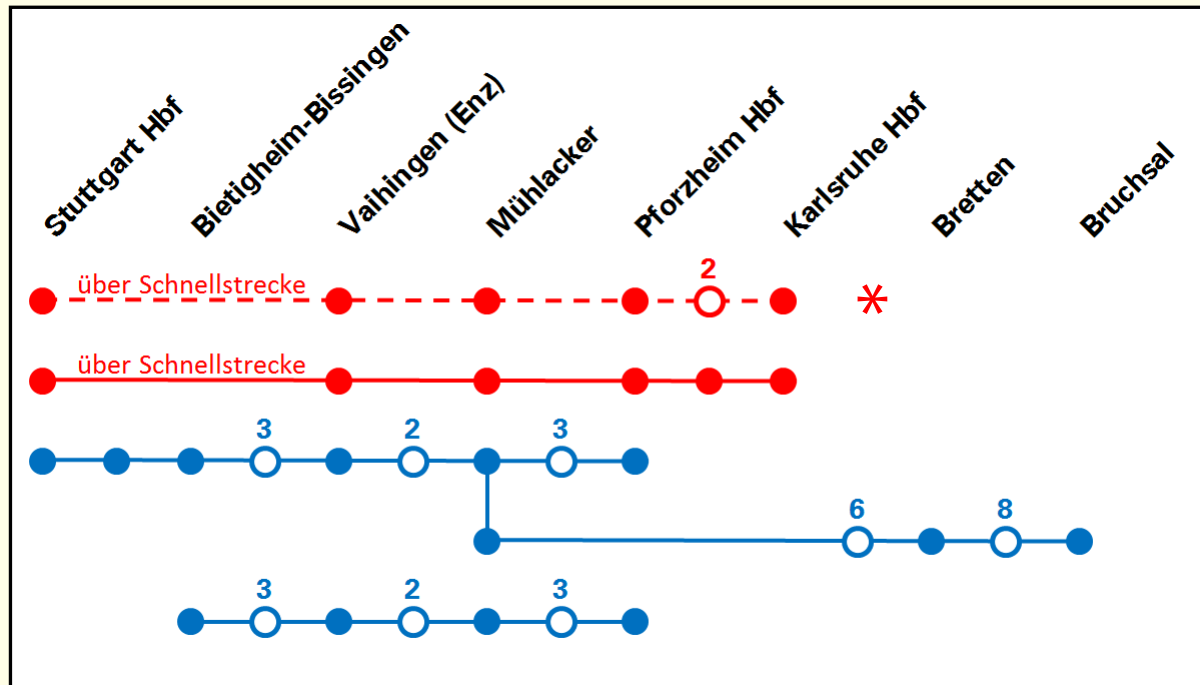 Stuttgart Hbf
Bietigheim-Bissingen
Vaihingen (Enz)
Mühlacker
Pforzheim Hbf
Karlsruhe Hbf
Bretten
Bruchsal
über Schnellstrecke
2
*
über Schnellstrecke
3
2
3
6
8
3
2
3